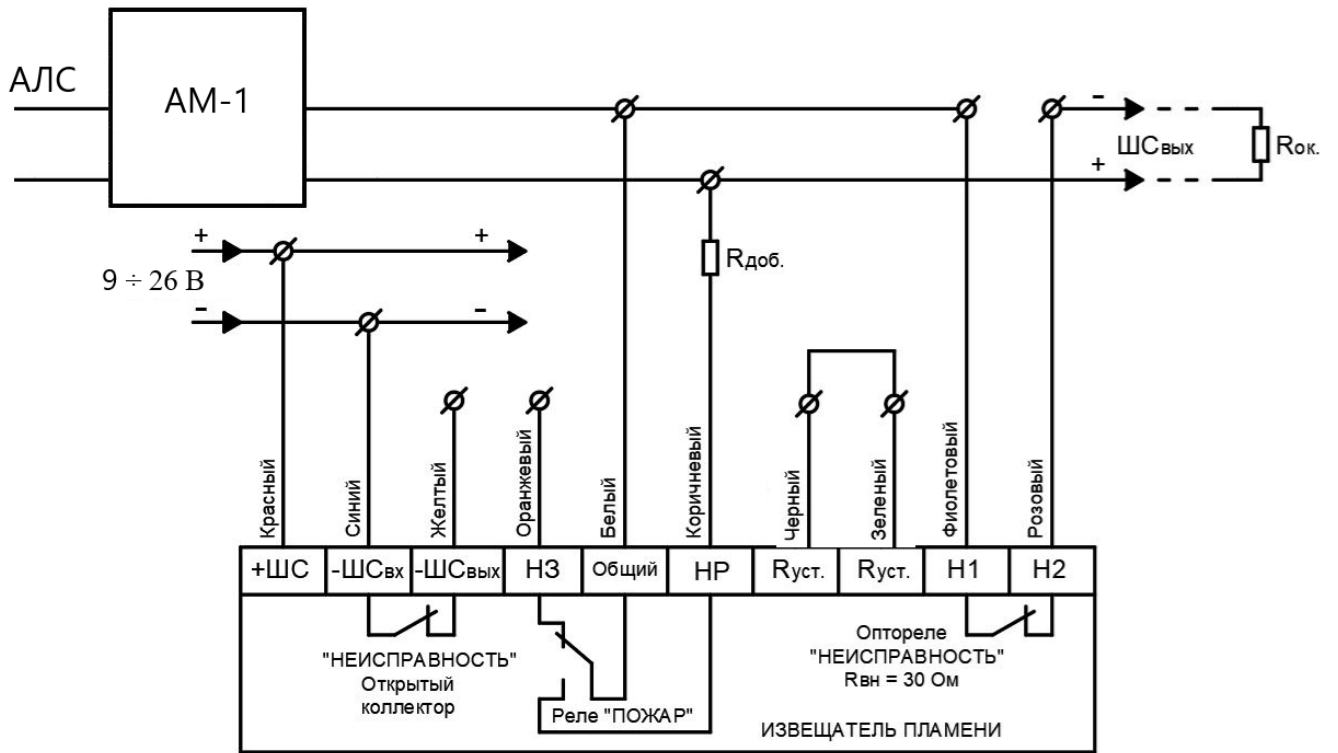 АЛС
АМ-1
-
ШСвых
+
Rок.
+
+
9 ÷ 26 В
-
-
Rдоб.
Красный
Синий
Желтый
Оранжевый
Белый
Коричневый
Черный
Зеленый
Фиолетовый
Розовый
+ШС
-ШСвх
-ШСвых
НЗ
Общий
НР
Rуст.
Rуст.
Н1
Н2
"НЕИСПРАВНОСТЬ"
Открытый
коллектор
Реле "ПОЖАР"
Оптореле
"НЕИСПРАВНОСТЬ"
Rвн = 30 Ом
ИЗВЕЩАТЕЛЬ ПЛАМЕНИ